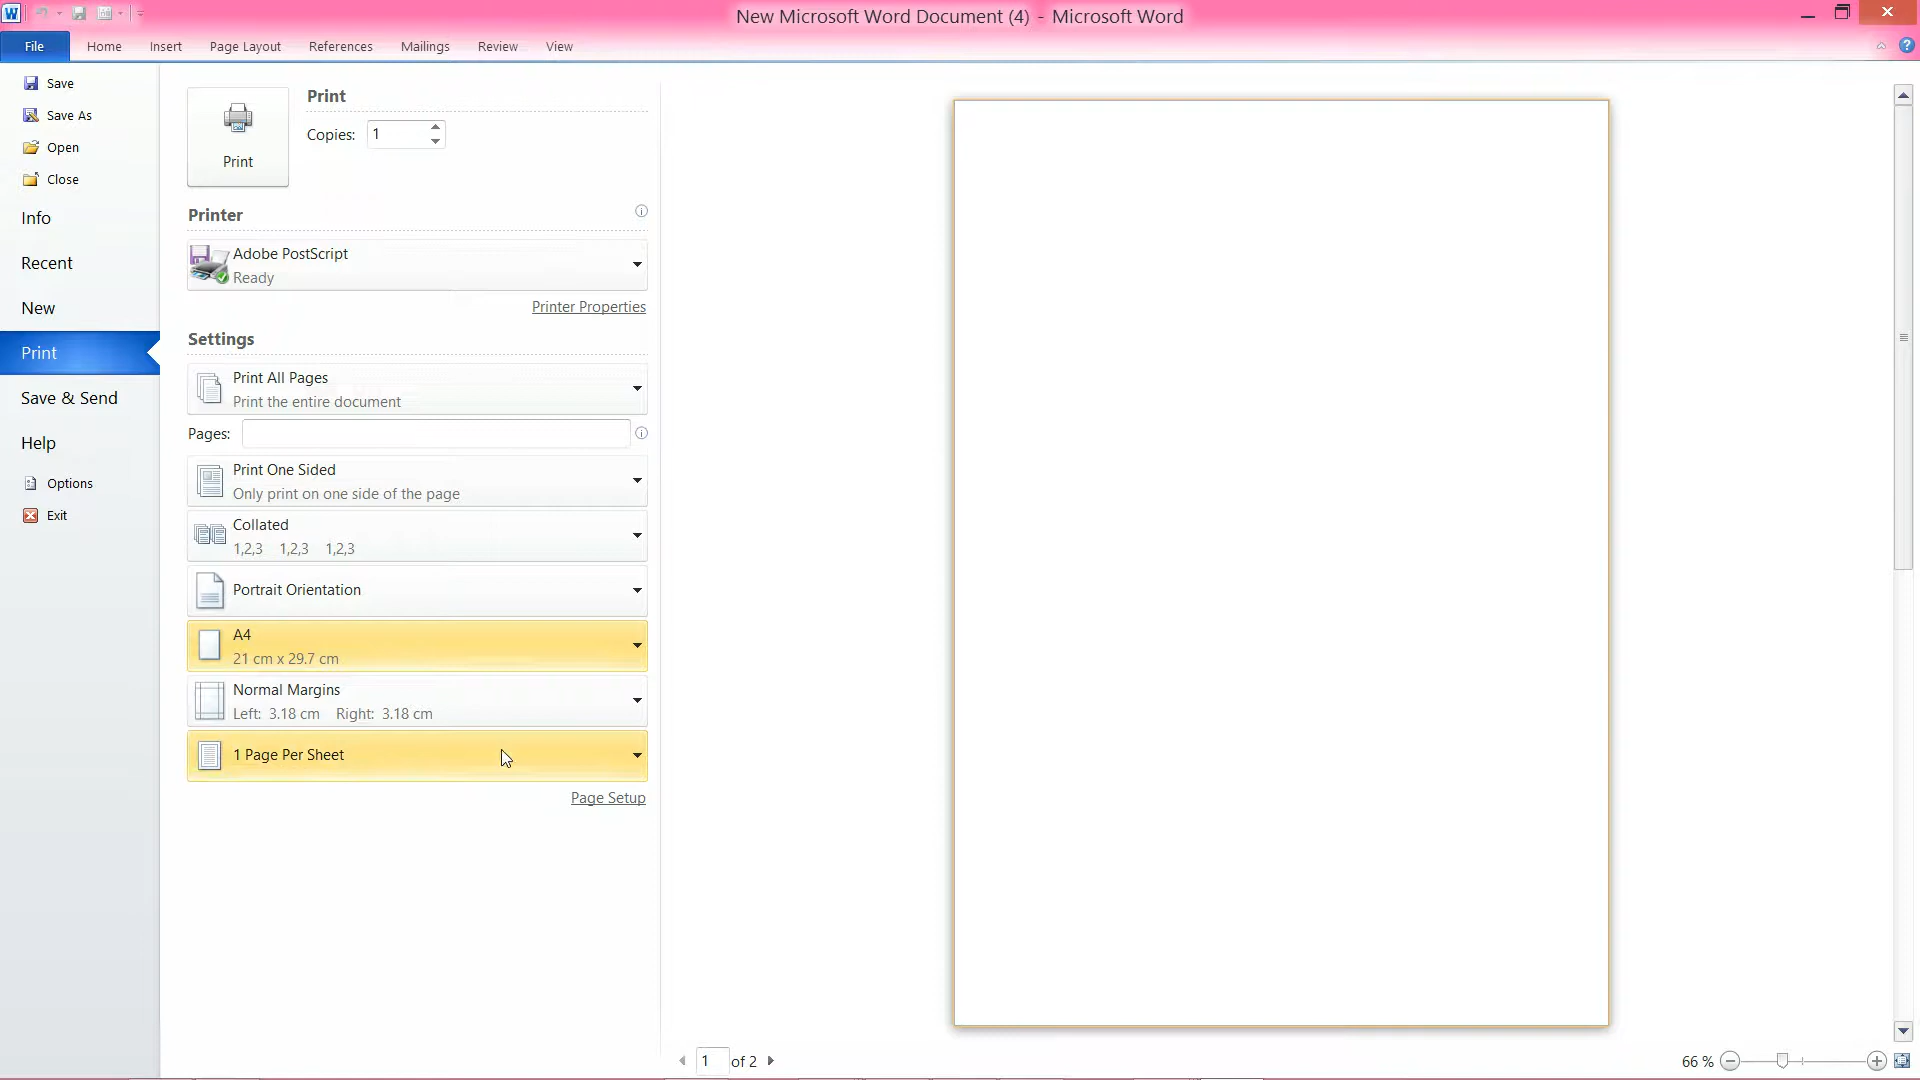 New Microsoft Word Document (4) - Microsoft Word
File Home Insert Page Layout References Mailings Review View
Save
Save As
Open
Close
Info
Recent
New
Print
Save & Send
Help
Options
Exit
Print
Print
Copies: 1
Printer
Adobe PostScript
Ready
Printer Properties
Settings
Print All Pages
Print the entire document
Pages:
Print One Sided
Only print on one side of the page
Collated
1,2,3 1,2,3 1,2,3
Portrait Orientation
A4
21 cm x 29.7 cm
Normal Margins
Left: 3.18 cm Right: 3.18 cm
1 Page Per Sheet
Page Setup
1 of 2
66 %